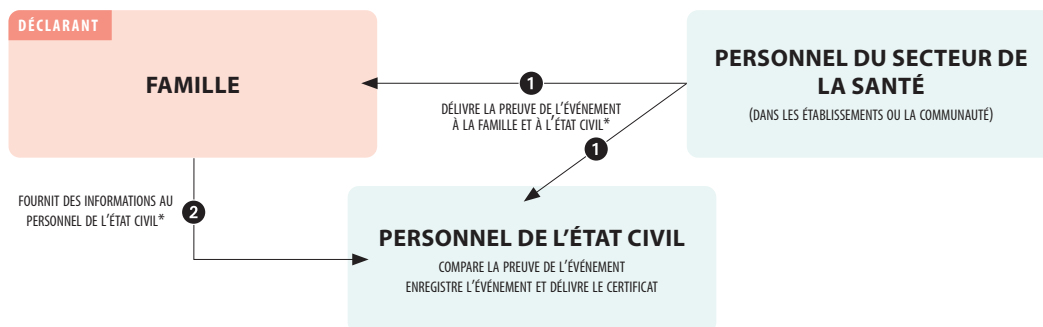 DÉCLARANT
FAMILLE
PERSONNEL DU SECTEUR DE
LA SANTÉ
(DANS LES ÉTABLISSEMENTS OU LA COMMUNAUTÉ)
1
DÉLIVRE LA PREUVE DE L'ÉVÉNEMENT
À LA FAMILLE ET À L'ÉTAT CIVIL*
1
FOURNIT DES INFORMATIONS AU
PERSONNEL DE L'ÉTAT CIVIL*
2
PERSONNEL DE L'ÉTAT CIVIL
COMPARE LA PREUVE DE L'ÉVÉNEMENT
ENREGISTRE L'ÉVÉNEMENT ET DÉLIVRE LE CERTIFICAT